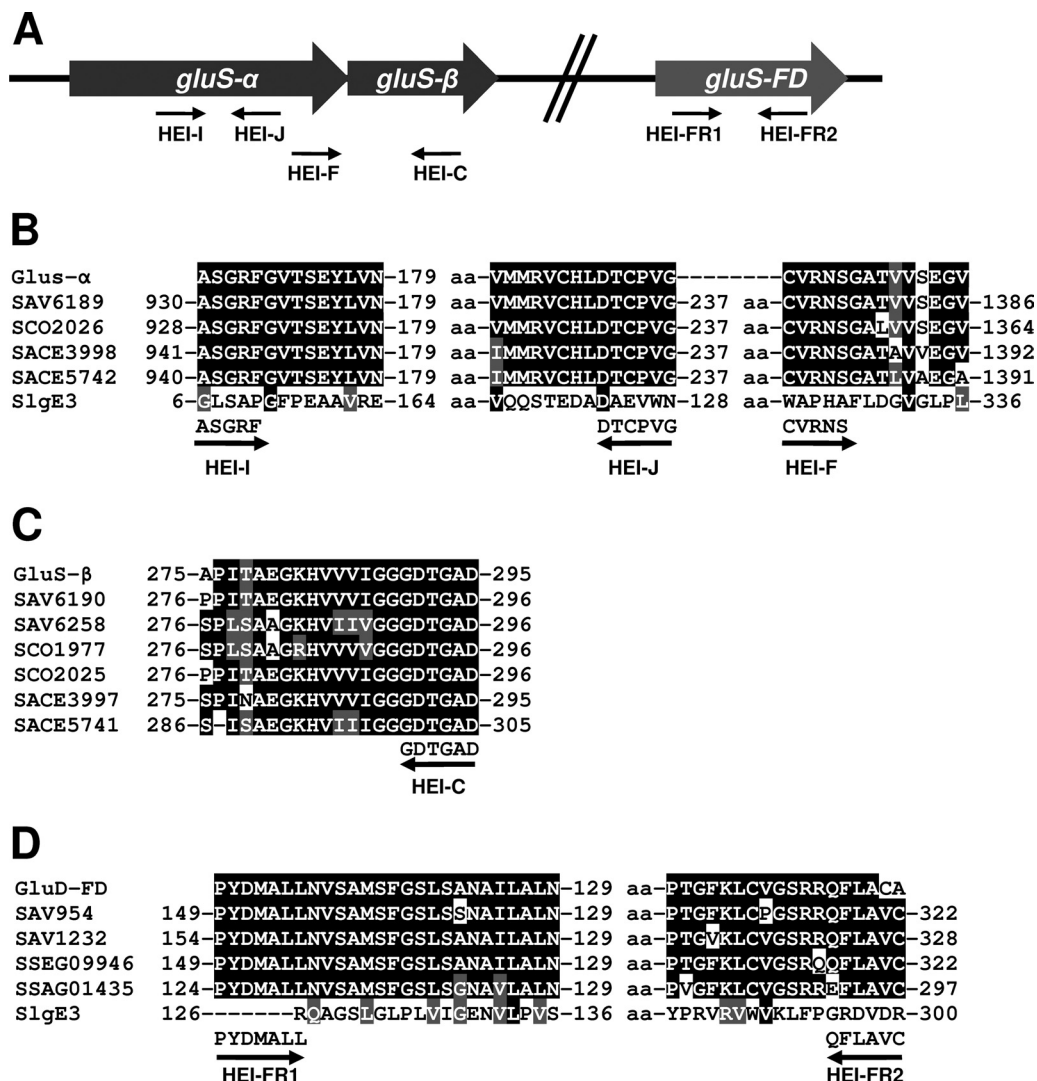 A
gluS-α gluS-β gluS-FD
HEI-I HEI-J HEI-FR1 HEI-FR2
HEI-F HEI-C
B
Glus-α ASGRFGVTSEYLVN-179 aa-VMMRVCHLDTCPVG--------CVRNSGATVVSEGV
SAV6189 930-ASGRFGVTSEYLVN-179 aa-VMMRVCHLDTCPVG-237 aa-CVRNSGATVVSEGV-1386
SCO2026 928-ASGRFGVTSEYLVN-179 aa-VMMRVCHLDTCPVG-237 aa-CVRNSGALVVSEGV-1364
SACE3998 941-ASGRFGVTSEYLVN-179 aa-IMMRVCHLDTCPVG-237 aa-CVRNSGATAVVEGV-1392
SACE5742 940-ASGRFGVTSEYLVN-179 aa-IMMRVCHLDTCPVG-237 aa-CVRNSGATLVAEGA-1391
SlgE3 6-GLSAPGFPEAAVRE-164 aa-VQQSTEDADAEVWN-128 aa-WAPHAFLDGVGLPL-336
ASGRF DTCPVG CVRNS
HEI-I HEI-J HEI-F
C
GluS-β 275-APITAEGKHVVVIGGGDTGAD-295
SAV6190 276-PPITAEGKHVVVIGGGDTGAD-296
SAV6258 276-SPLSAAGKHVIIVGGGDTGAD-296
SCO1977 276-SPLSAAGRHVVVVGGGDTGAD-296
SCO2025 276-PPITAEGKHVVVIGGGDTGAD-296
SACE3997 275-SPINAEGKHVVVIGGGDTGAD-295
SACE5741 286-S-ISAEGKHVIIIGGGDTGAD-305
GDTGAD
HEI-C
D
GluD-FD PYDMALLNVSAMSFGSLSANAILALN-129 aa-PTGFKLCVGSRRQFLACA
SAV954 149-PYDMALLNVSAMSFGSLSSNAILALN-129 aa-PTGFKLCPGSRRQFLAVC-322
SAV1232 154-PYDMALLNVSAMSFGSLSANAILALN-129 aa-PTGVKLCVGSRRQFLAVC-328
SSEG09946 149-PYDMALLNVSAMSFGSLSANAILALN-129 aa-PTGFKLCVGSRQQFLAVC-322
SSAG01435 124-PYDMALLNVSAMSFGSLSGNAVLALN-129 aa-PVGFKLCVGSRREFLAVC-297
SlgE3 126------RQAGSLGLPLVIGENVLPVS-136 aa-YPRVRVWVKLFPGRDVDR-300
PYDMALL QFLAVC
HEI-FR1 HEI-FR2